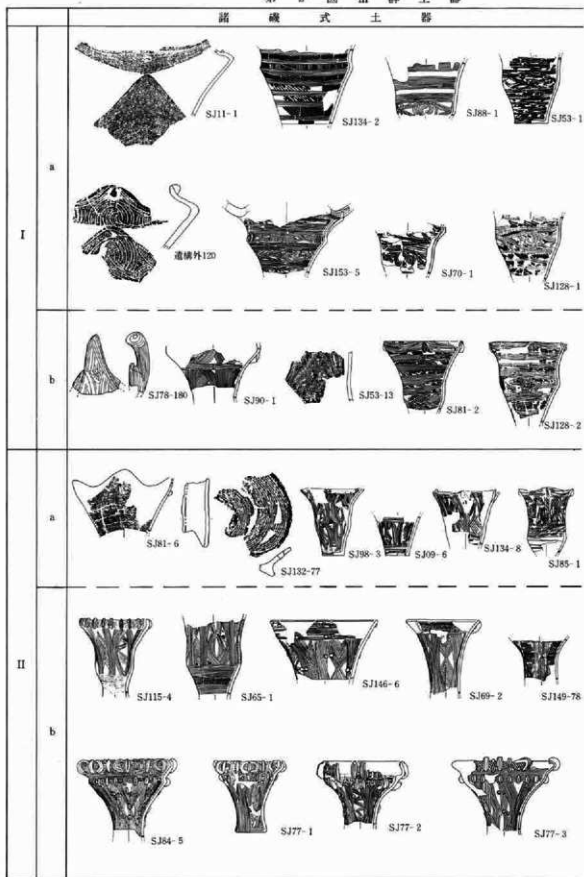 諸磯式土器
SJ11-1
SJ134-2
SJ88-1
SJ53-1
a
I
遺構外120
SJ153-5
SJ70-1
SJ128-1
b
SJ78-180
SJ90-1
SJ53-13
SJ81-2
SJ128-2
a
SJ81-6
SJ132-77
SJ98-3
SJ09-6
SJ134-8
SJ85-1
II
SJ115-4
SJ65-1
SJ146-6
SJ69-2
SJ149-78
b
SJ84-5
SJ77-1
SJ77-2
SJ77-3